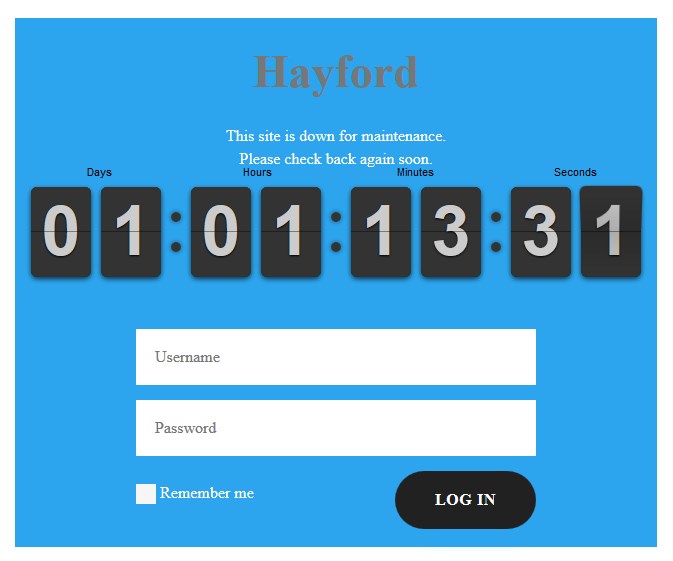 Hayford
This site is down for maintenance.
Please check back again soon.
Days Hours Minutes Seconds
01:01:13:31
Username
Password
Remember me
LOG IN